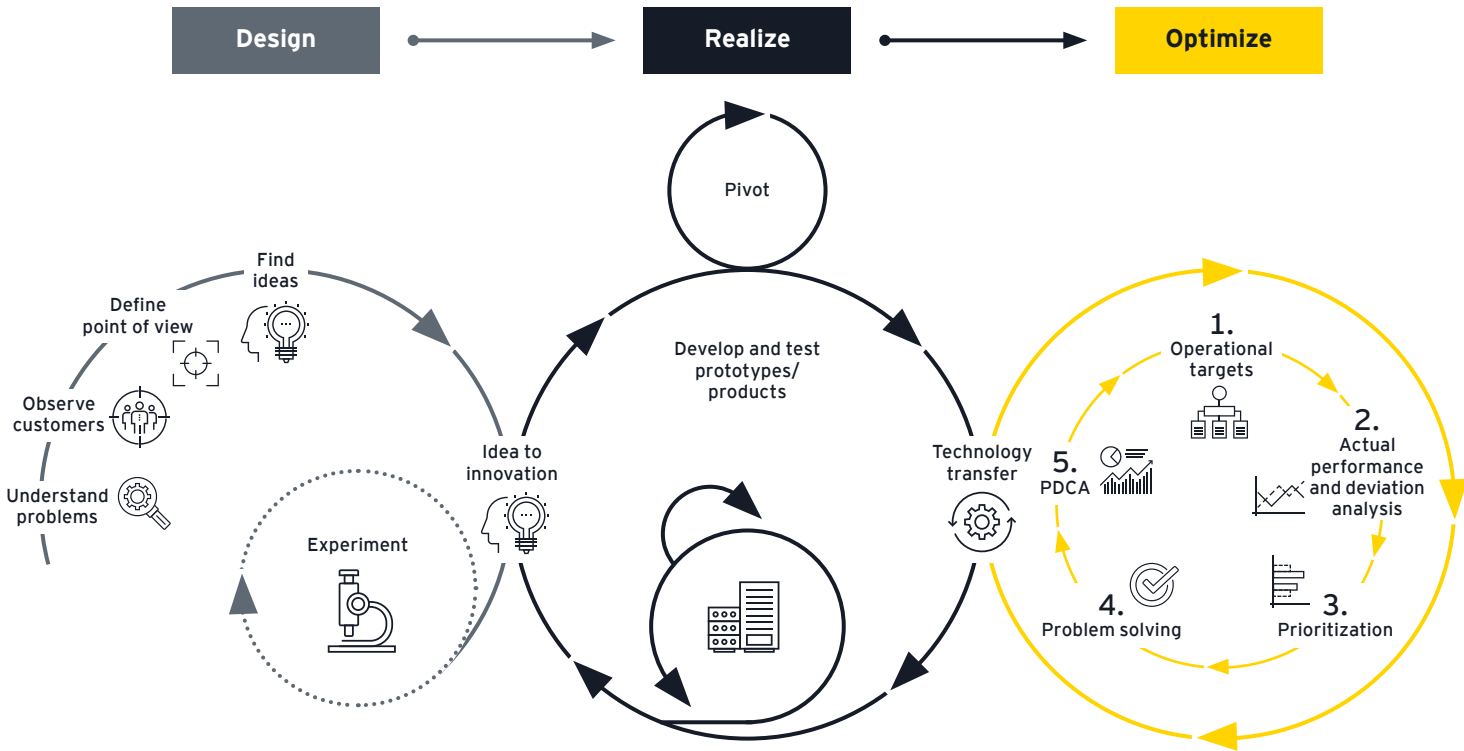 Design
Realize
Optimize
Pivot
Find
ideas
Define
point of view
Observe
customers
Understand
problems
Experiment
Idea to
innovation
Develop and test
prototypes/
products
Technology
transfer
1.
Operational
targets
2.
Actual
performance
and deviation
analysis
3.
Prioritization
4.
Problem solving
5.
PDCA